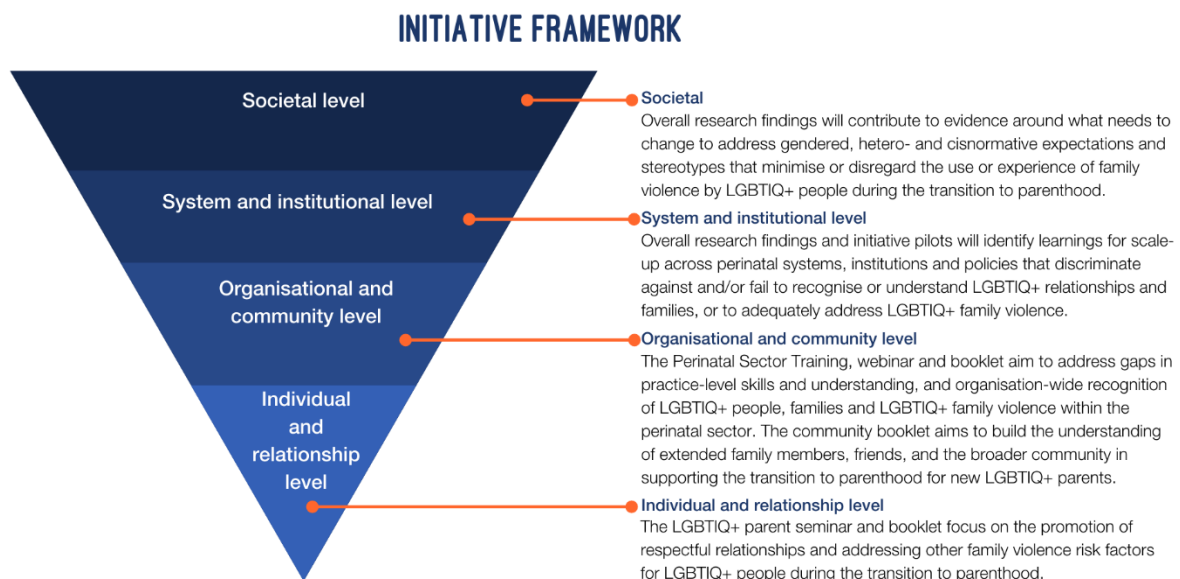 INITIATIVE FRAMEWORK
Societal level
System and institutional level
Organisational and
community level
Individual
and
relationship
level
Societal
Overall research findings will contribute to evidence around what needs to
change to address gendered, hetero- and cisnormative expectations and
stereotypes that minimise or disregard the use or experience of family
violence by LGBTIQ+ people during the transition to parenthood.
System and institutional level
Overall research findings and initiative pilots will identify learnings for scale-
up across perinatal systems, institutions and policies that discriminate
against and/or fail to recognise or understand LGBTIQ+ relationships and
families, or to adequately address LGBTIQ+ family violence.
Organisational and community level
The Perinatal Sector Training, webinar and booklet aim to address gaps in
practice-level skills and understanding, and organisation-wide recognition
of LGBTIQ+ people, families and LGBTIQ+ family violence within the
perinatal sector. The community booklet aims to build the understanding
of extended family members, friends, and the broader community in
supporting the transition to parenthood for new LGBTIQ+ parents.
Individual and relationship level
The LGBTIQ+ parent seminar and booklet focus on the promotion of
respectful relationships and addressing other family violence risk factors
for LGBTIQ+ people during the transition to parenthood.